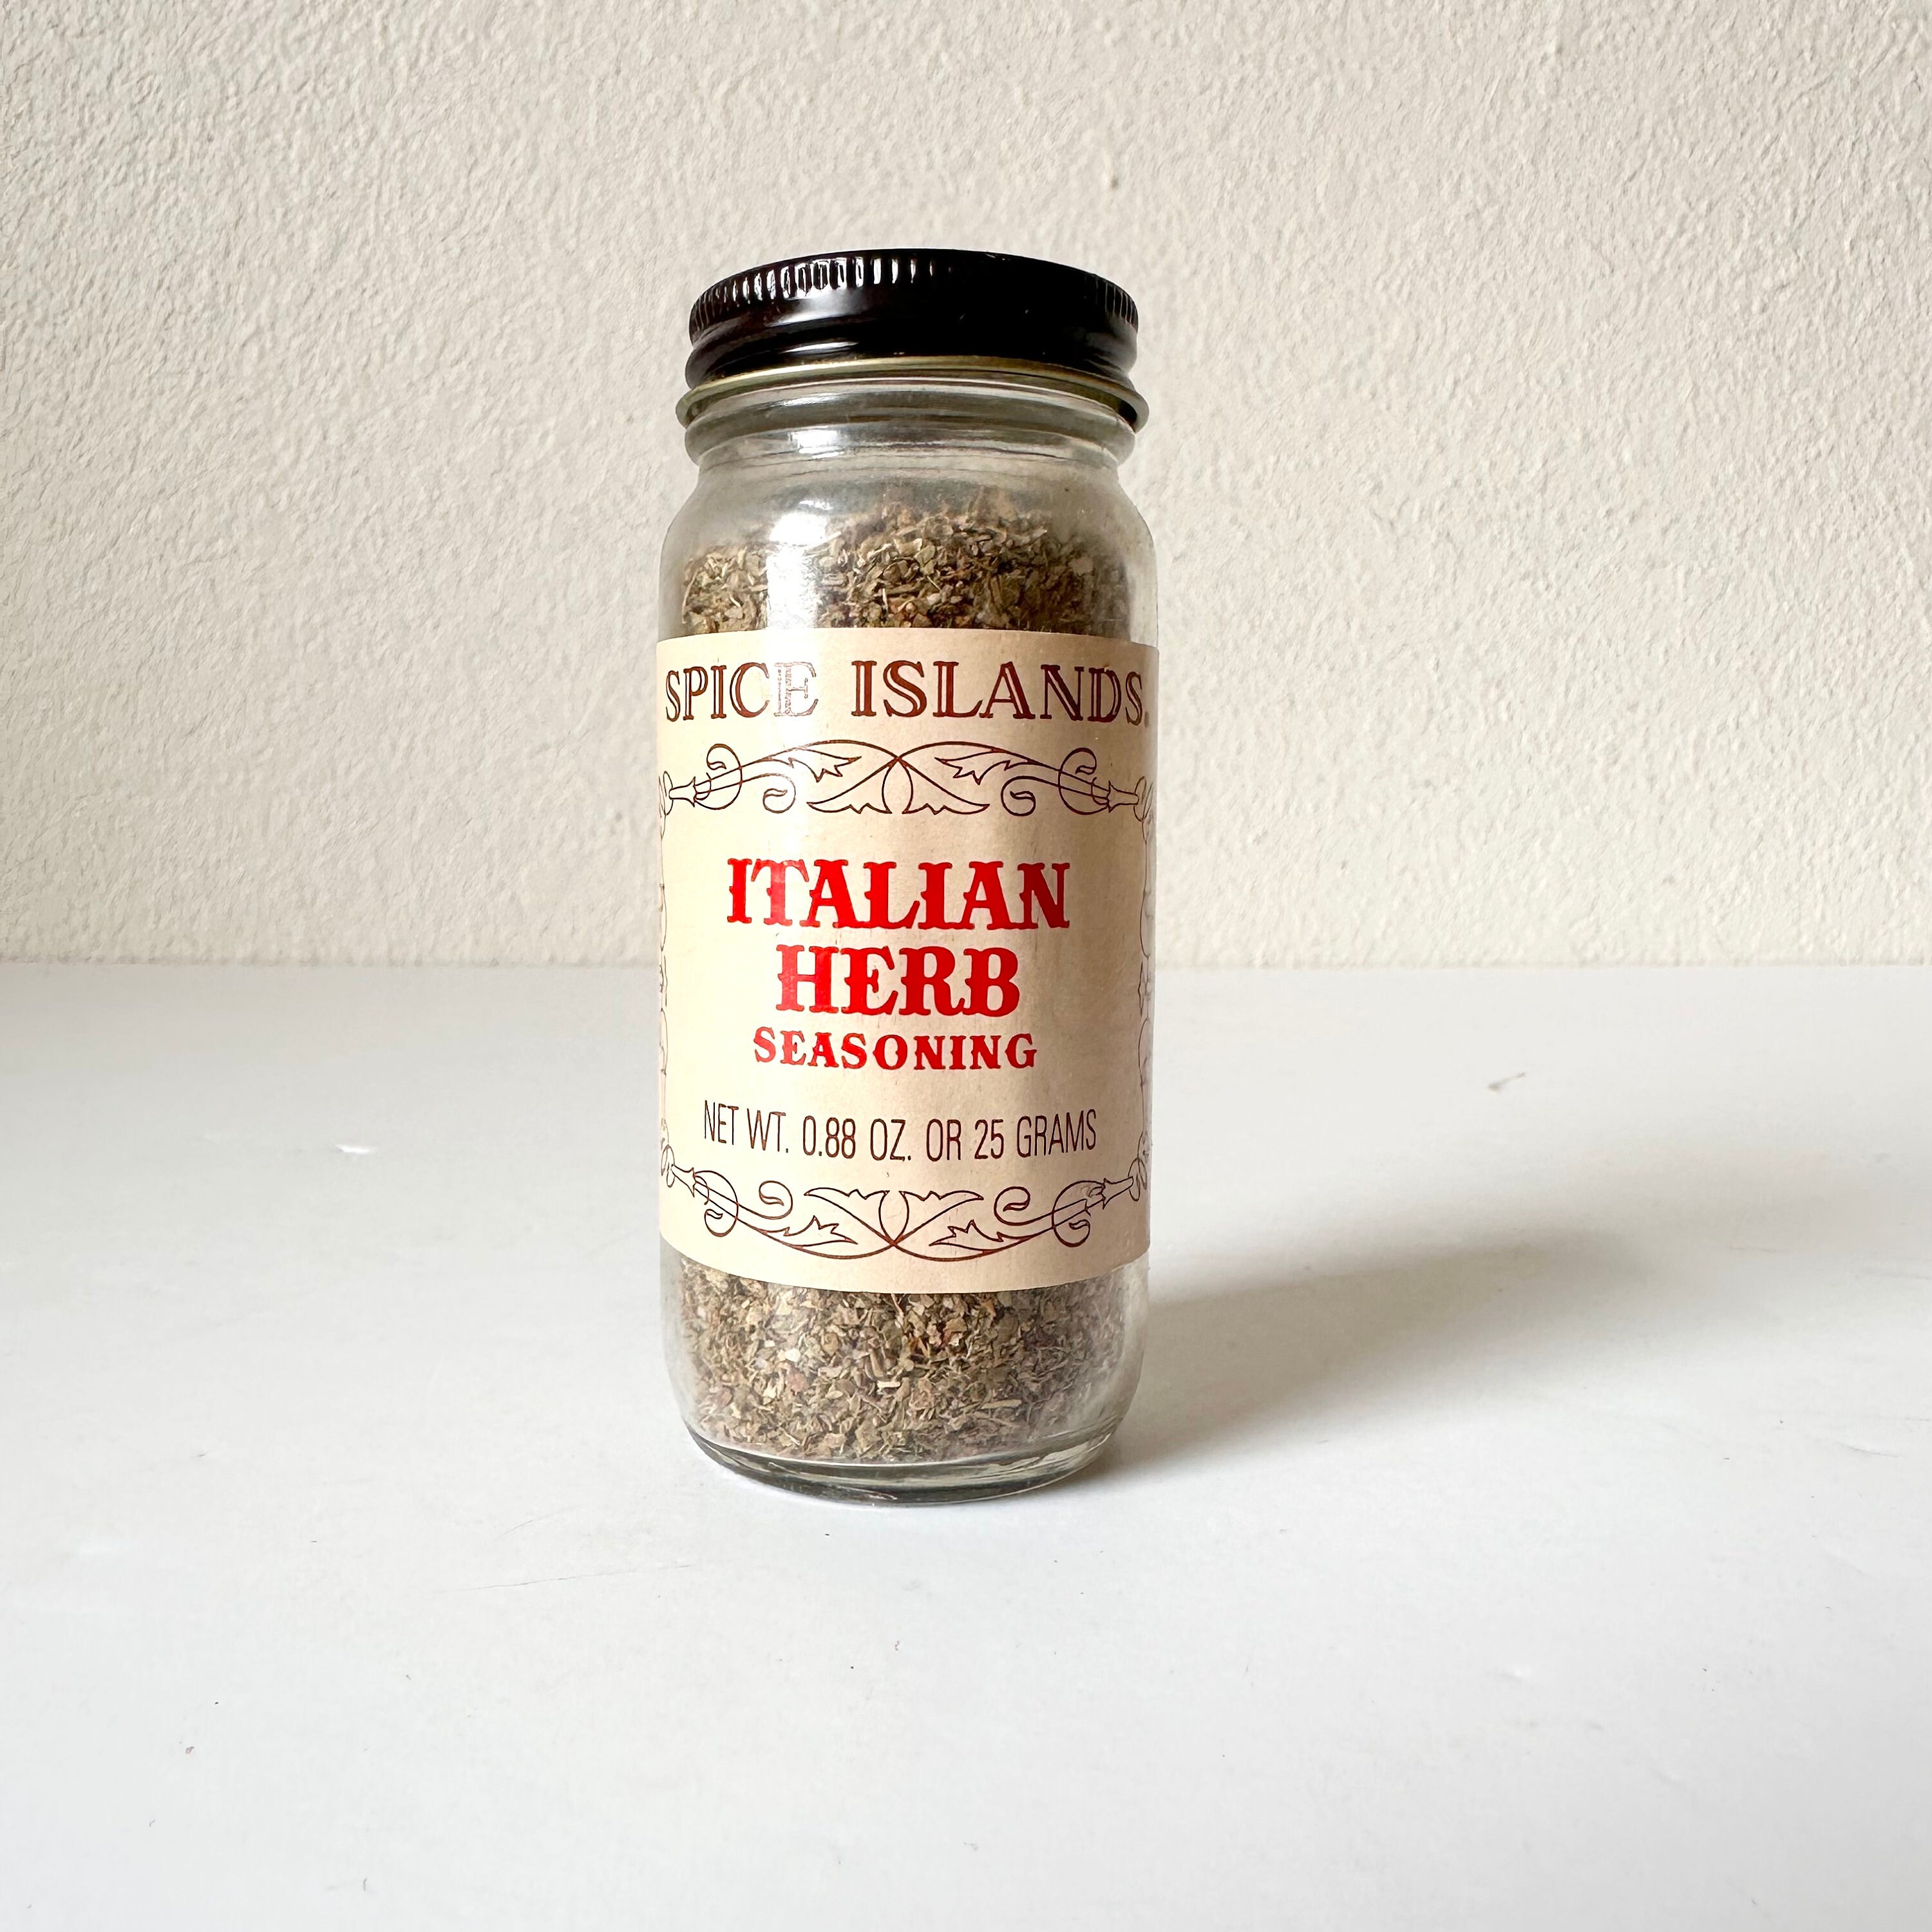 SPICE ISLANDS.
ITALIAN
HERB
SEASONING
NET WT. 0.88 OZ. OR 25 GRAMS